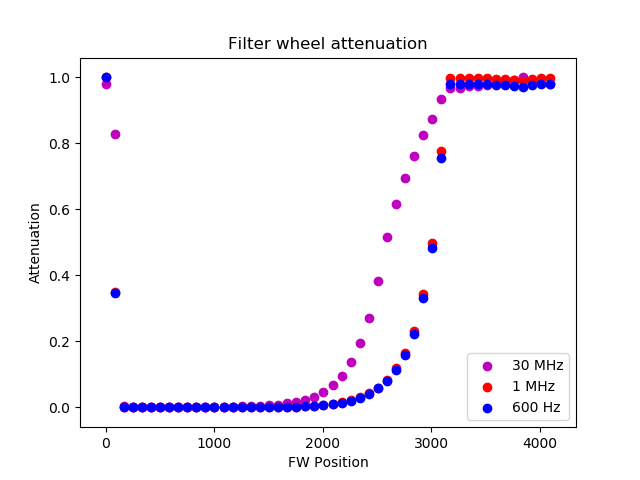 Filter wheel attenuation
Attenuation
1.0
0.8
0.6
0.4
0.2
0.0
30 MHz
1 MHz
600 Hz
0 1000 2000 3000 4000
FW Position